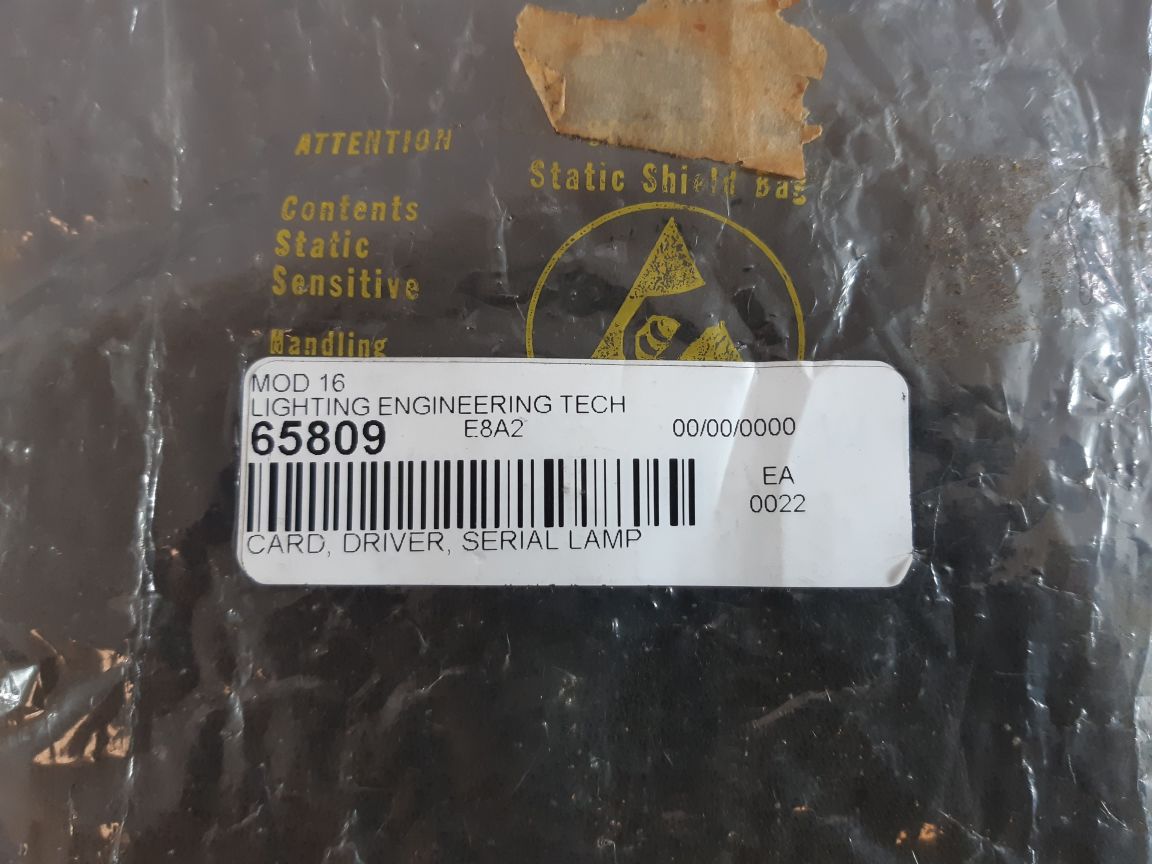 ATTENTION
Contents
Static
Sensitive
Handling
Static Shield Bag
MOD 16
LIGHTING ENGINEERING TECH
65809 E8A2 00/00/0000
EA
0022
CARD, DRIVER, SERIAL LAMP